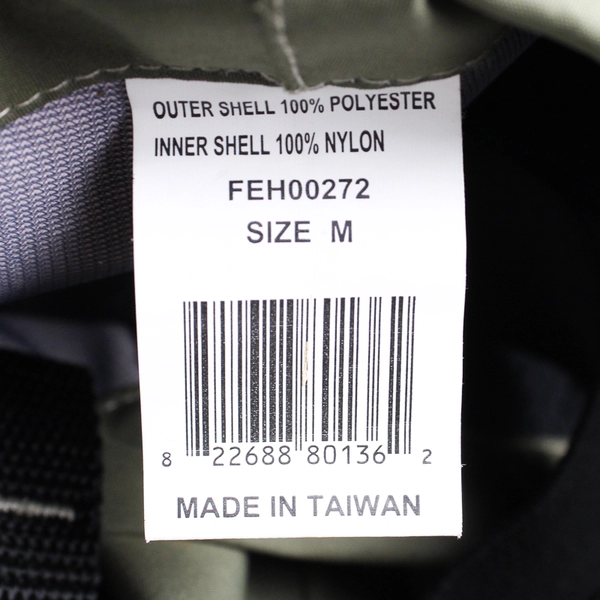 OUTER SHELL 100% POLYESTER
INNER SHELL 100% NYLON
FEH00272
SIZE M
8 22688 80136 2
MADE IN TAIWAN